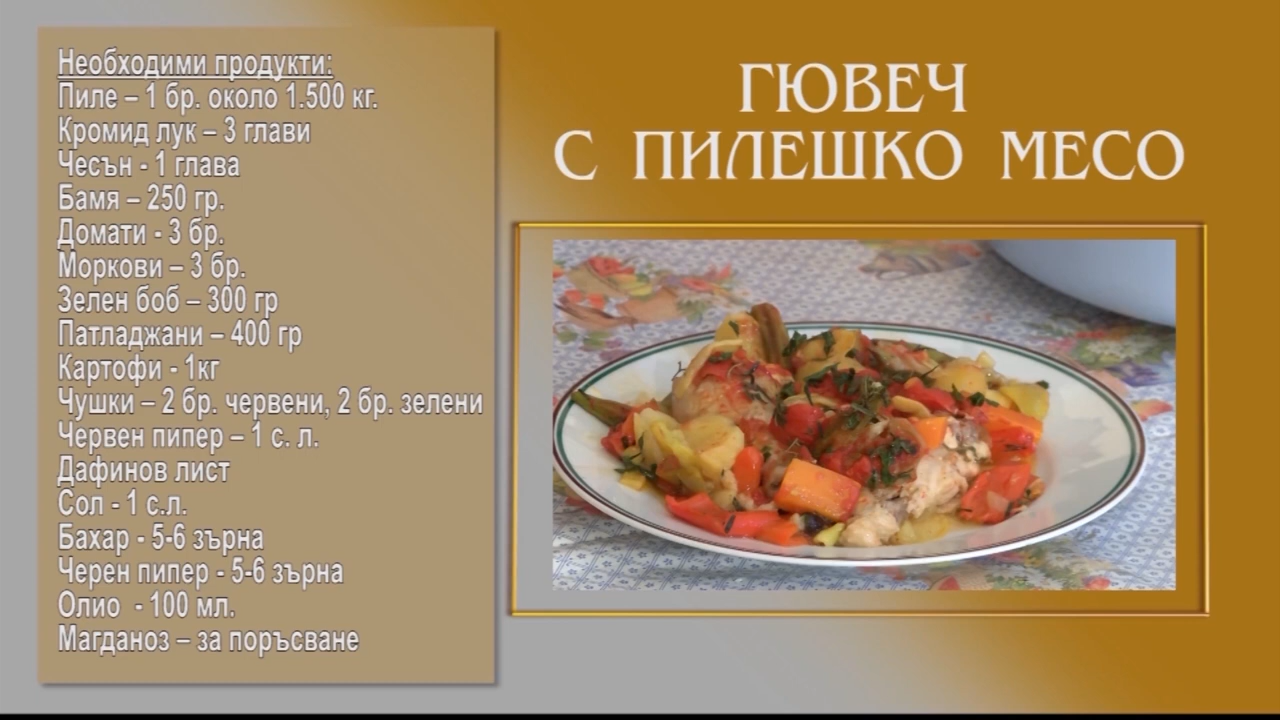 Необходими продукти:
Пиле – 1 бр. около 1.500 кг.
Кромид лук – 3 глави
Чесън - 1 глава
Бамя – 250 гр.
Домати - 3 бр.
Моркови – 3 бр.
Зелен боб – 300 гр
Патладжани – 400 гр
Картофи - 1кг
Чушки – 2 бр. червени, 2 бр. зелени
Червен пипер – 1 с. л.
Дафинов лист
Сол - 1 с.л.
Бахар - 5-6 зърна
Черен пипер - 5-6 зърна
Олио - 100 мл.
Магданоз – за поръсване
ГЮВЕЧ
С ПИЛЕШКО МЕСО